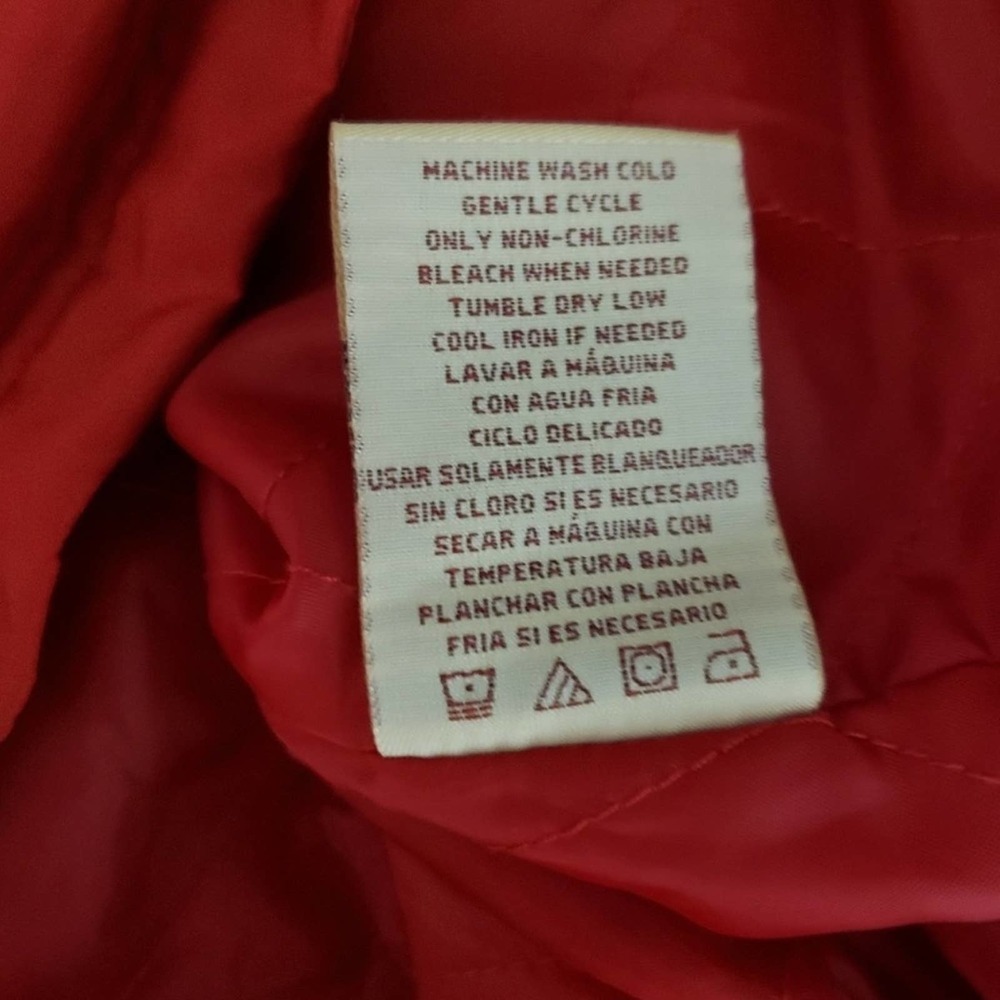 MACHINE WASH COLD
GENTLE CYCLE
ONLY NON-CHLORINE
BLEACH WHEN NEEDED
TUMBLE DRY LOW
COOL IRON IF NEEDED
LAVAR A MÁQUINA
CON AGUA FRIA
CICLO DELICADO
USAR SOLAMENTE BLANQUEADOR
SIN CLORO SI ES NECESARIO
SECAR A MÁQUINA CON
TEMPERATURA BAJA
PLANCHAR CON PLANCHA
FRIA SI ES NECESARIO